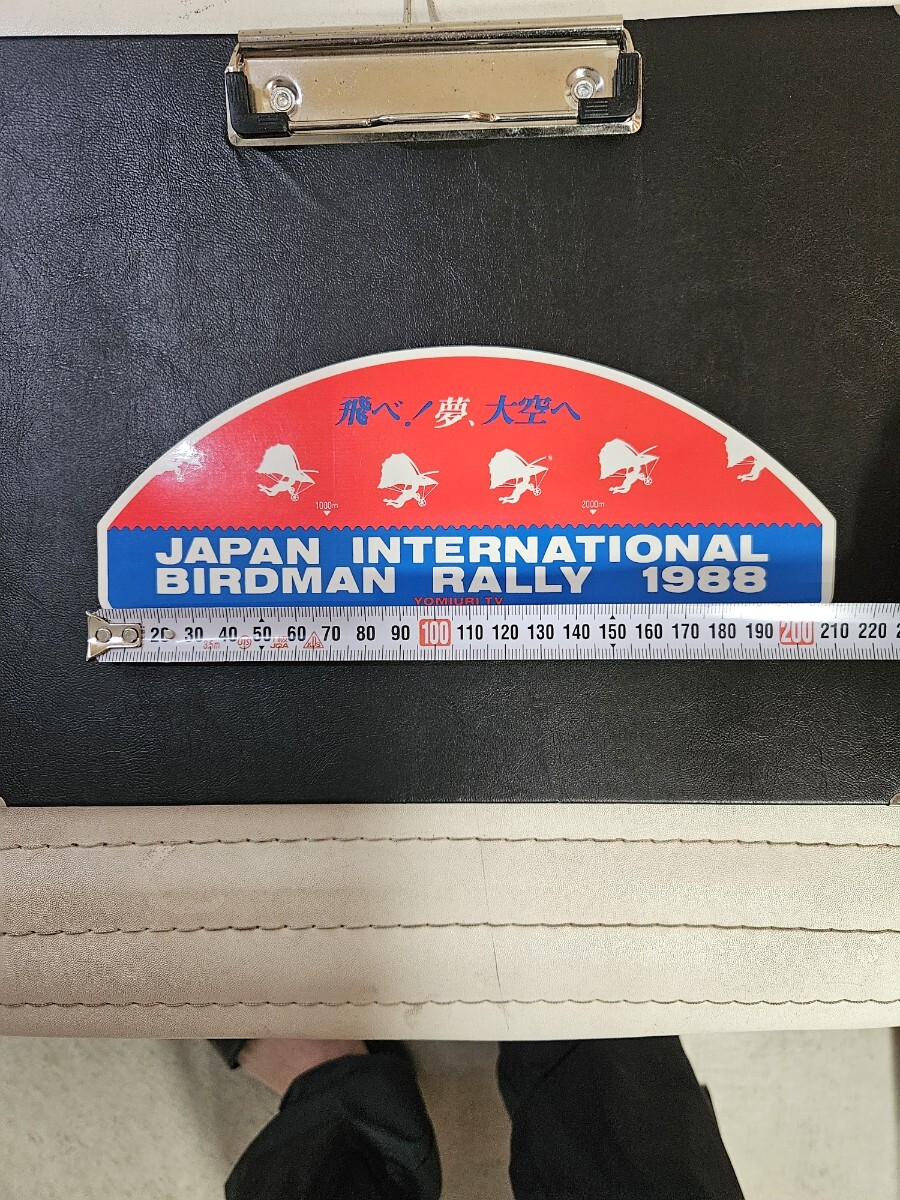 飛べ!夢、大空へ
1000m
2000m
JAPAN INTERNATIONAL
BIRDMAN RALLY 1988
YOMIURI TV
20 30 40 50 60 70 80 90 100 110 120 130 140 150 160 170 180 190 200 210 220